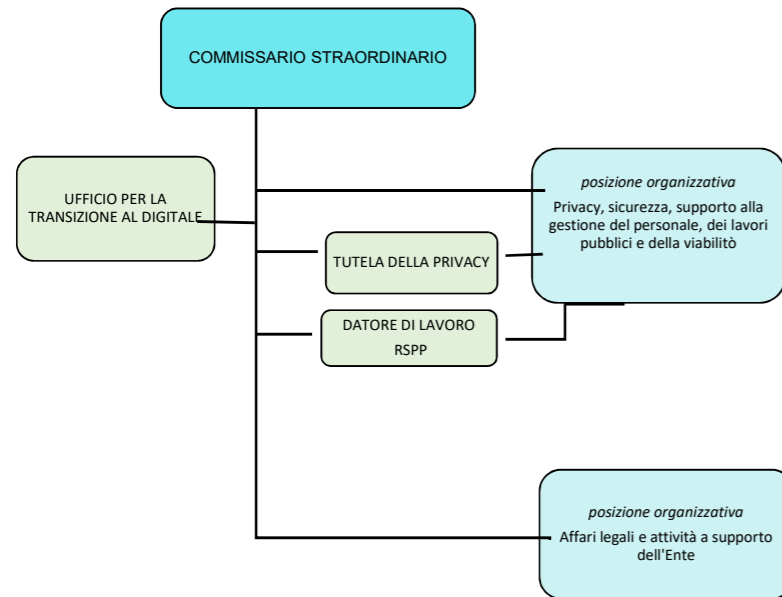 COMMISSARIO STRAORDINARIO
UFFICIO PER LA
TRANSIZIONE AL DIGITALE
posizione organizzativa
Privacy, sicurezza, supporto alla
gestione del personale, dei lavori
pubblici e della viabilitò
TUTELA DELLA PRIVACY
DATORE DI LAVORO
RSPP
posizione organizzativa
Affari legali e attività a supporto
dell'Ente